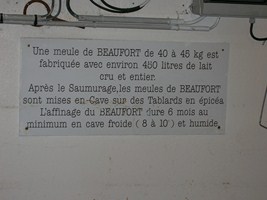 Une meule de BEAUFORT de 40 à 45 kg est
fabriquée avec environ 450 litres de lait
cru et entier.
Après le Saumurage,les meules de BEAUFORT
sont mises en Cave sur des Tablards en épicéa
L'affinage du BEAUFORT dure 6 mois au
minimum en cave froide ( 8 à 10°) et humide.